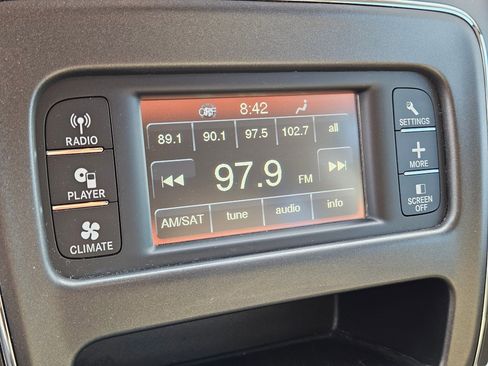 OFF 8:42
89.1 90.1 97.5 102.7 all
97.9 FM
AM/SAT tune audio info
RADIO
PLAYER
CLIMATE
SETTINGS
MORE
SCREEN
OFF